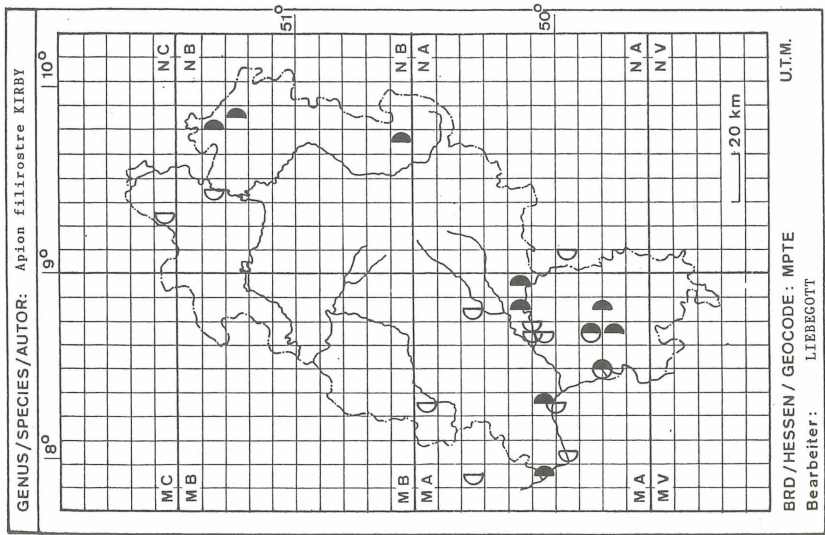 GENUS/SPECIES/AUTOR: Apion filirostre KIRBY
8°
9°
10°
MC
MB
NC
NB
51°
MB
MA
NB
NA
50°
MA
MV
NA
NV
20 km
BRD/HESSEN/GEOCODE: MPTE
U.T.M.
Bearbeiter: LIEBEGOTT